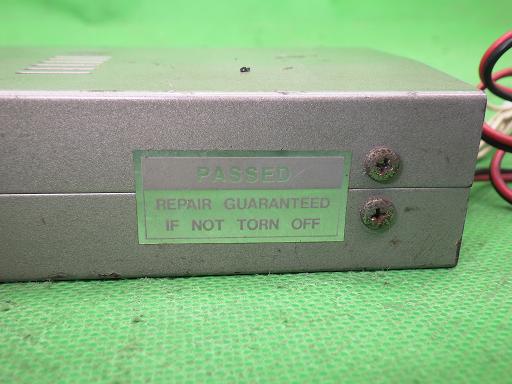 PASSED
REPAIR GUARANTEED
IF NOT TORN OFF